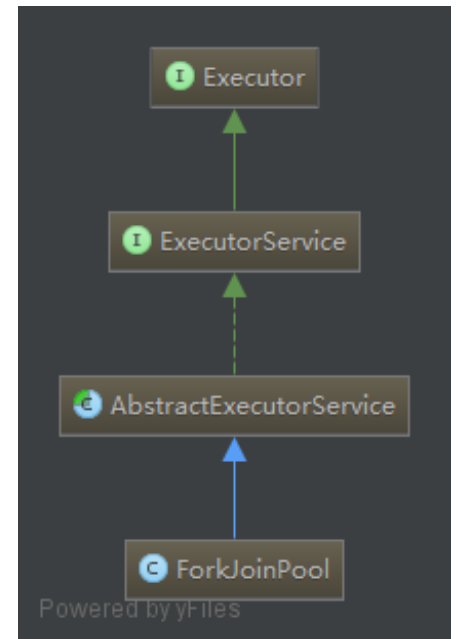 I Executor
I ExecutorService
C AbstractExecutorService
C ForkJoinPool
Powered by yFiles